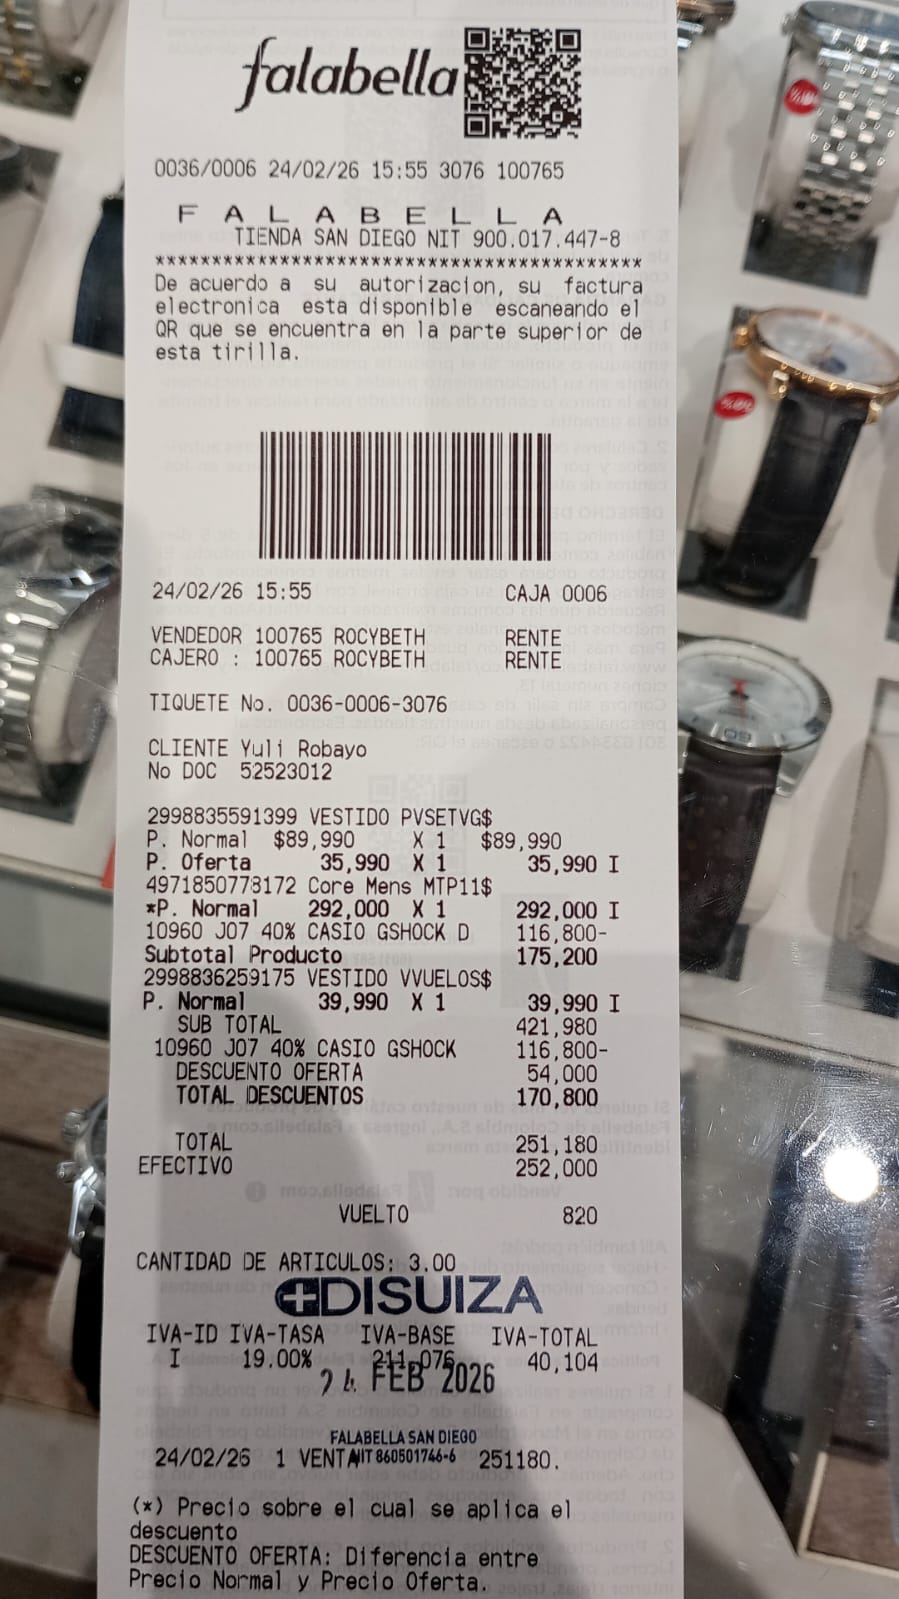 falabella
0036/0006 24/02/26 15:55 3076 100765
F A L A B E L L A
TIENDA SAN DIEGO NIT 900.017.447-8
******************************************
De acuerdo a su autorizacion, su factura
electronica esta disponible escaneando el
QR que se encuentra en la parte superior de
esta tirilla.
24/02/26 15:55 CAJA 0006
VENDEDOR 100765 ROCYBETH RENTE
CAJERO : 100765 ROCYBETH RENTE
TIQUETE No. 0036-0006-3076
CLIENTE Yuli Robayo
No DOC 52523012
2998835591399 VESTIDO PVSETVG$
P. Normal $89,990 X 1 $89,990
P. Oferta 35,990 X 1 35,990 I
4971850778172 Core Mens MTP11$
*P. Normal 292,000 X 1 292,000 I
10960 J07 40% CASIO GSHOCK D 116,800-
Subtotal Producto 175,200
2998836259175 VESTIDO VVUELOS$
P. Normal 39,990 X 1 39,990 I
SUB TOTAL 421,980
10960 J07 40% CASIO GSHOCK 116,800-
DESCUENTO OFERTA 54,000
TOTAL DESCUENTOS 170,800
TOTAL 251,180
EFECTIVO 252,000
VUELTO 820
CANTIDAD DE ARTICULOS: 3.00
DISUIZA
IVA-ID IVA-TASA IVA-BASE IVA-TOTAL
I 19.00% 211,076 40,104
24 FEB 2026
FALABELLA SAN DIEGO
NIT 860501746-6
24/02/26 1 VENTA 251180.
(*) Precio sobre el cual se aplica el
descuento
DESCUENTO OFERTA: Diferencia entre
Precio Normal y Precio Oferta.